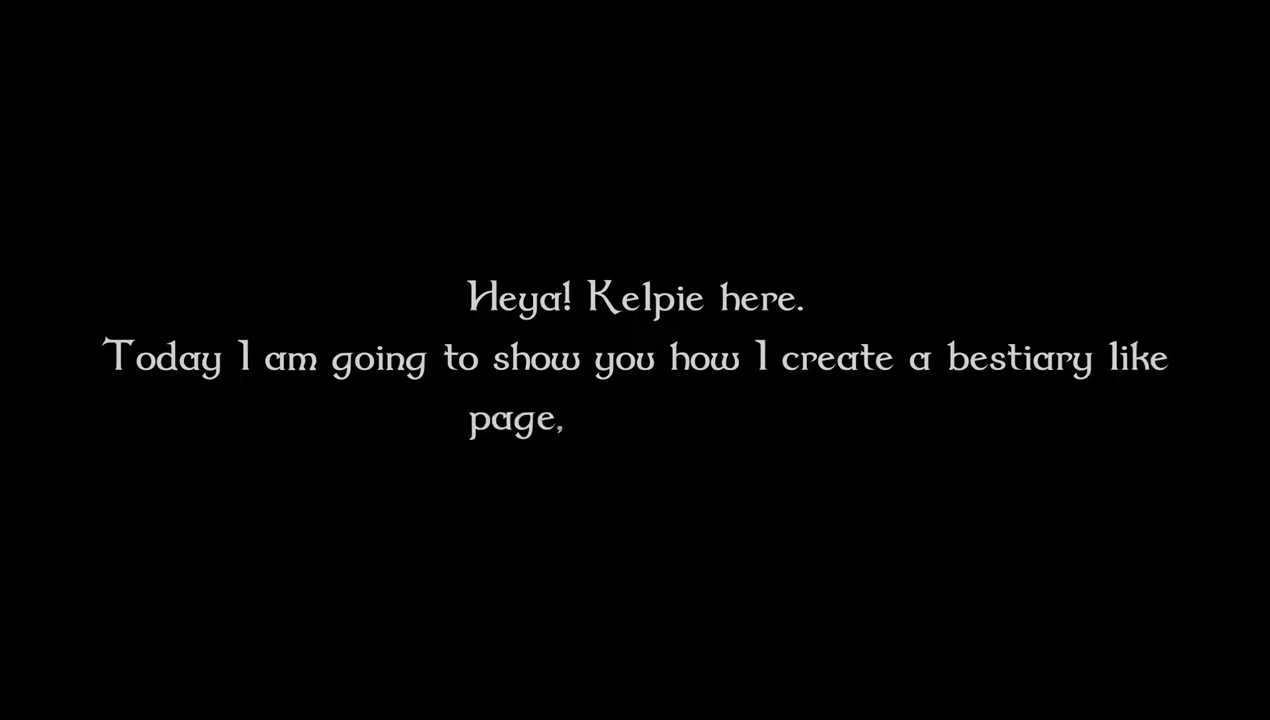 Heya! Kelpie here.
Today I am going to show you how I create a bestiary like
page,